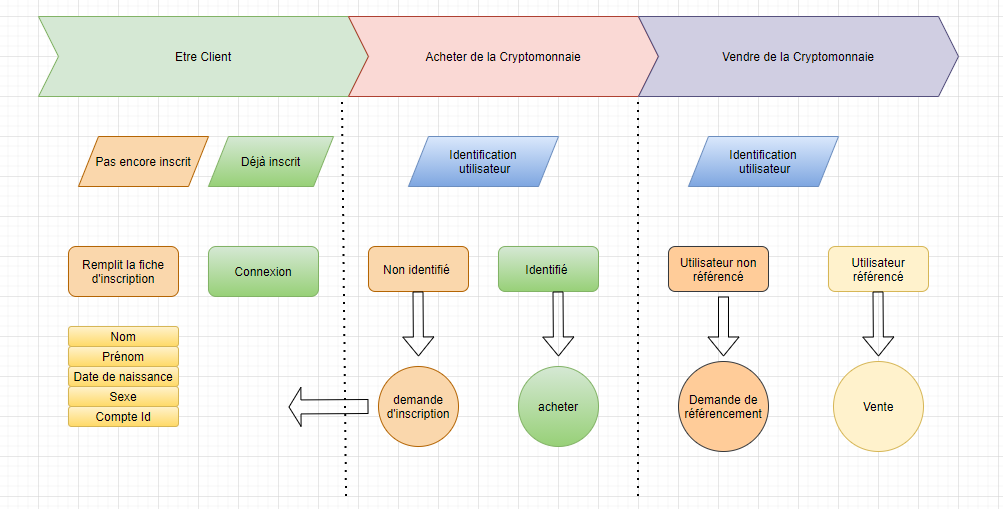 Etre Client
Acheter de la Cryptomonnaie
Vendre de la Cryptomonnaie
Pas encore inscrit
Déjà inscrit
Identification
utilisateur
Identification
utilisateur
Remplit la fiche
d'inscription
Connexion
Non identifié
Identifié
Utilisateur non
référencé
Utilisateur
référencé
Nom
Prénom
Date de naissance
Sexe
Compte Id
demande
d'inscription
acheter
Demande de
référencement
Vente